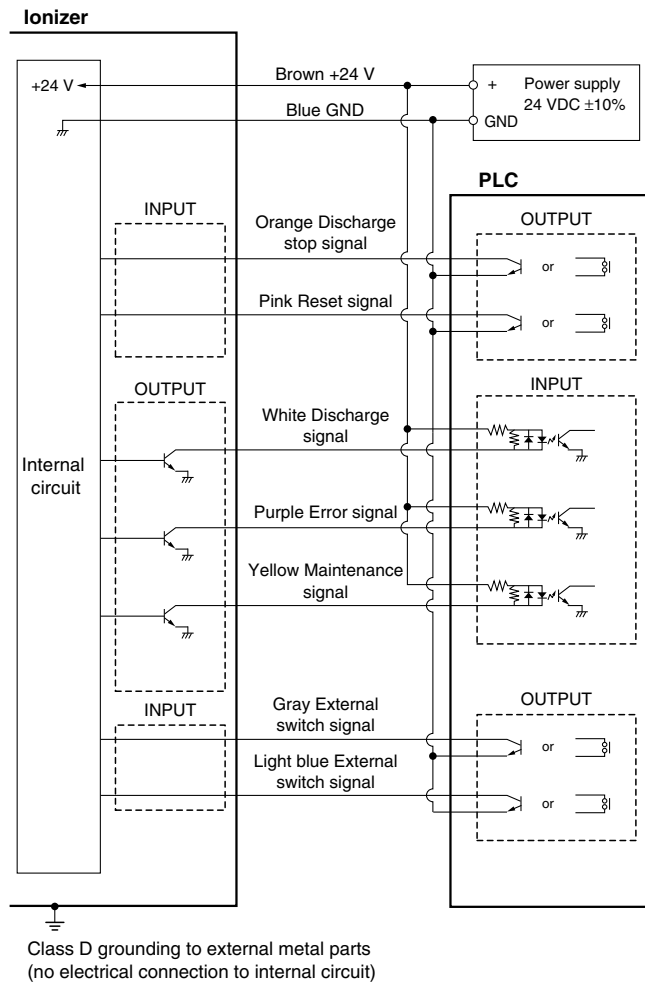 Ionizer
+24 V
Brown +24 V
+ Power supply
24 VDC ±10%
Blue GND
GND
PLC
INPUT
OUTPUT
Orange Discharge
stop signal
or
Pink Reset signal
or
OUTPUT
INPUT
White Discharge
signal
Internal
circuit
Purple Error signal
Yellow Maintenance
signal
INPUT
OUTPUT
Gray External
switch signal
or
Light blue External
switch signal
or
Class D grounding to external metal parts
(no electrical connection to internal circuit)